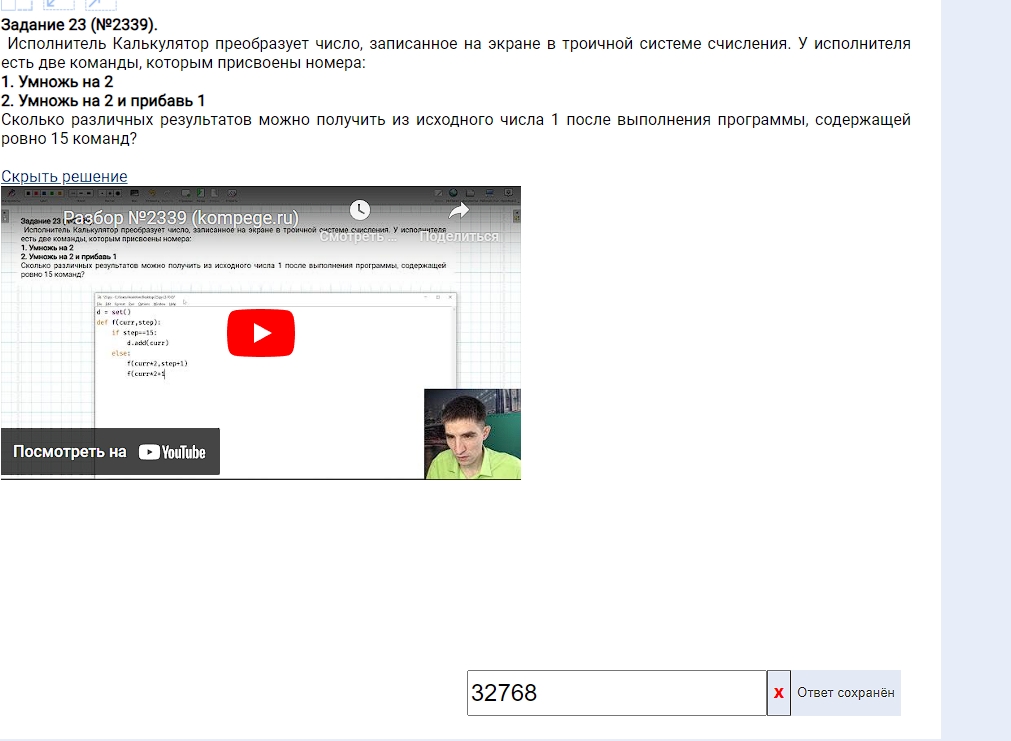 Задание 23 (№2339).
Исполнитель Калькулятор преобразует число, записанное на экране в троичной системе счисления. У исполнителя
есть две команды, которым присвоены номера:
1. Умножь на 2
2. Умножь на 2 и прибавь 1
Сколько различных результатов можно получить из исходного числа 1 после выполнения программы, содержащей
ровно 15 команд?
Скрыть решение
Разбор №2339 (kompege.ru)
Смотреть ...
Поделиться
Задание 23
Исполнитель Калькулятор преобразует число, записанное на экране в троичной системе счисления. У исполнителя
есть две команды, которым присвоены номера:
1. Умножь на 2
2. Умножь на 2 и прибавь 1
Сколько различных результатов можно получить из исходного числа 1 после выполнения программы, содержащей
ровно 15 команд?
d = set()
def f(curr,step):
if step==15:
d.add(curr)
else:
f(curr*2,step+1)
f(curr*2+1
Посмотреть на YouTube
32768
x
Ответ сохранён